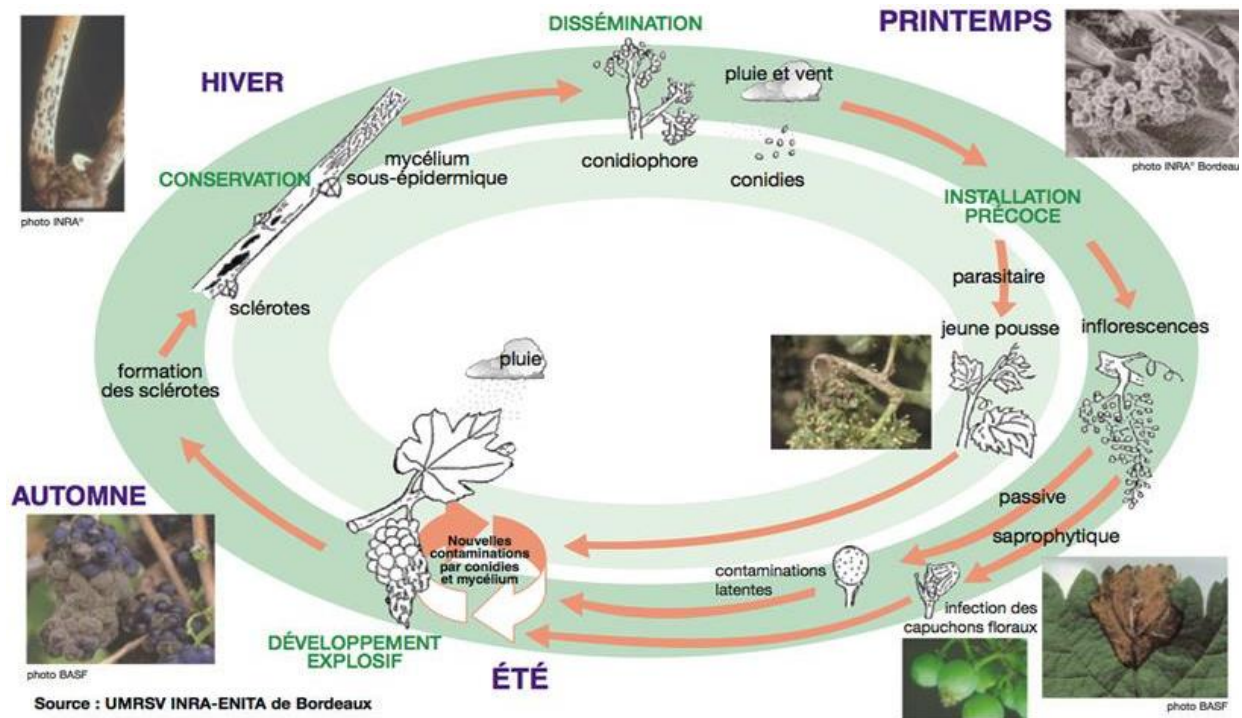 DISSÉMINATION
PRINTEMPS
HIVER
pluie et vent
photo INRA®
CONSERVATION
mycélium
sous-épidermique
conidiophore
conidies
photo INRA® Bordeau
INSTALLATION
PRÉCOCE
sclérotes
parasitaire
jeune pousse
inflorescences
formation
des sclérotes
pluie
AUTOMNE
passive
saprophytique
Nouvelles
contaminations
par conidies
et mycélium
contaminations
latentes
infection des
capuchons floraux
DÉVELOPPEMENT
EXPLOSIF
ÉTÉ
photo BASF
photo BASF
Source : UMRSV INRA-ENITA de Bordeaux